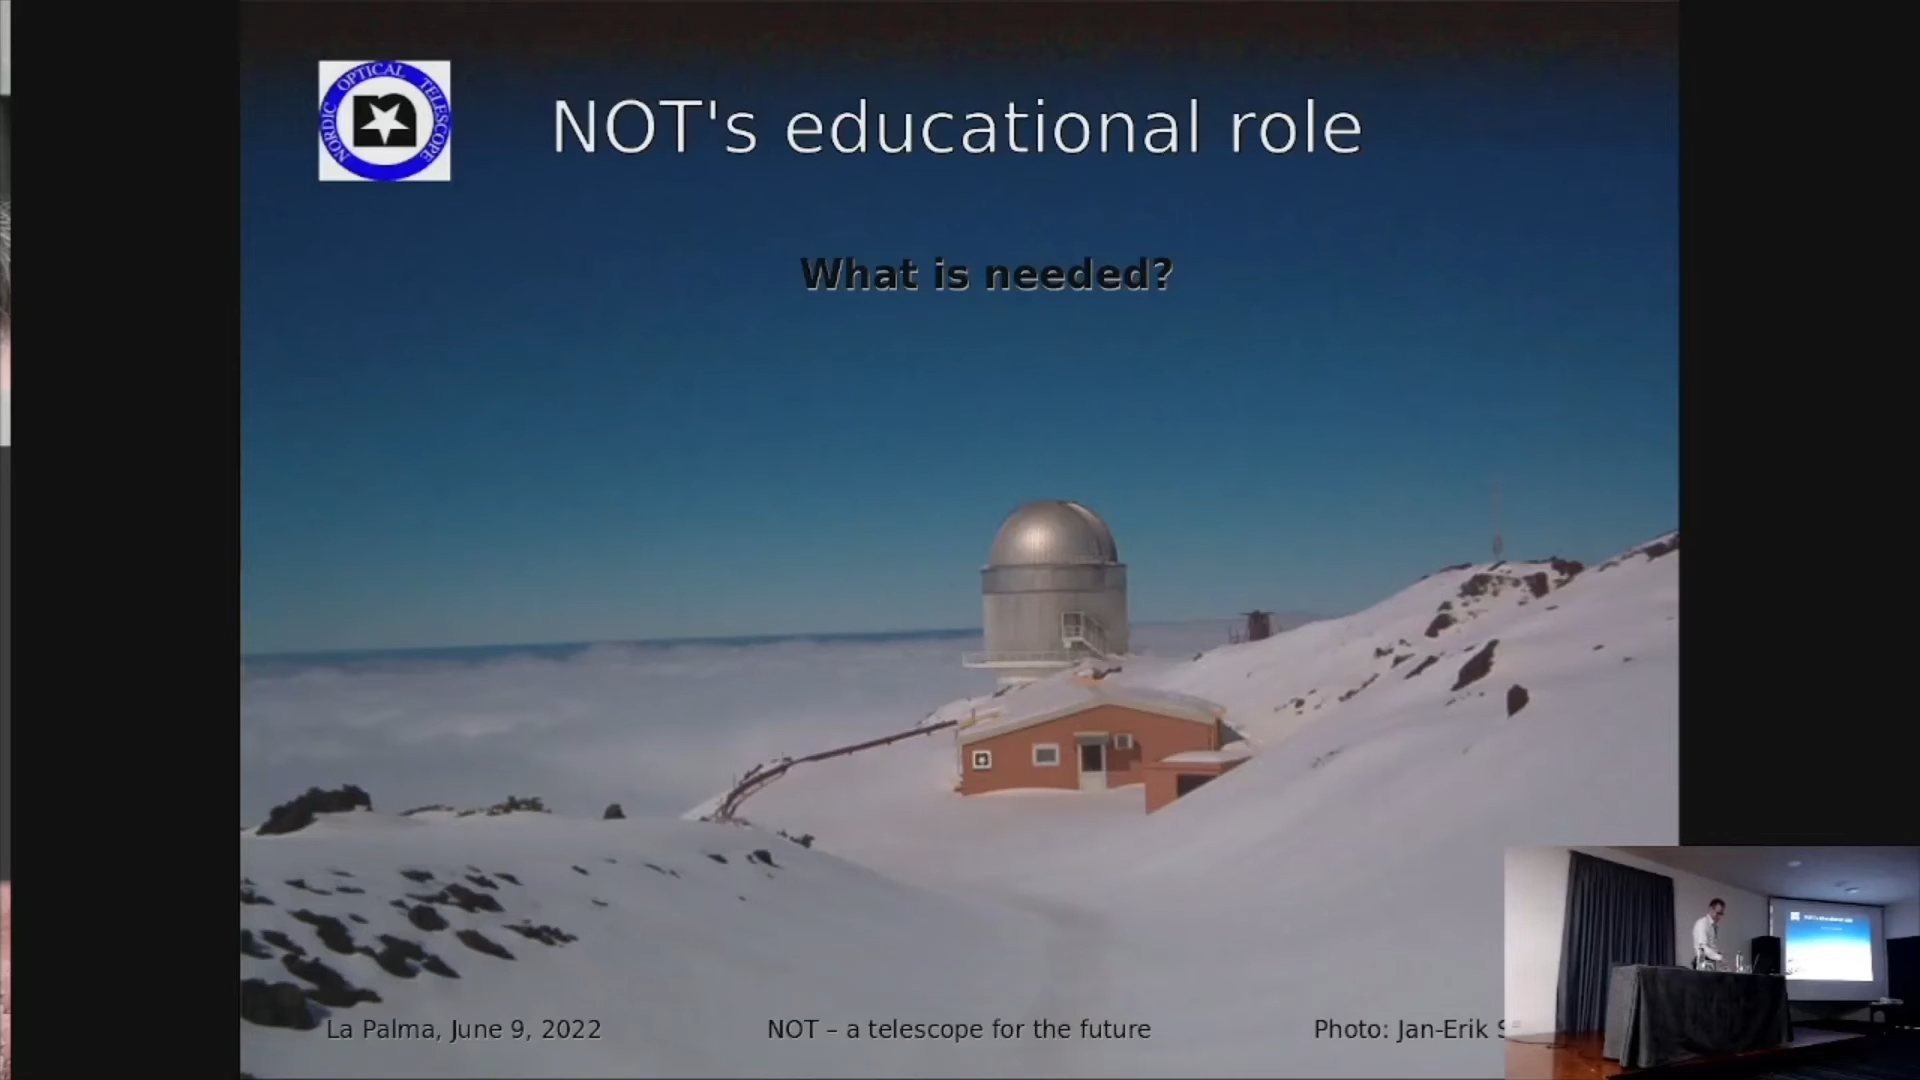 NORDIC OPTICAL TELESCOPE
NOT's educational role
What is needed?
La Palma, June 9, 2022
NOT – a telescope for the future
Photo: Jan-Erik